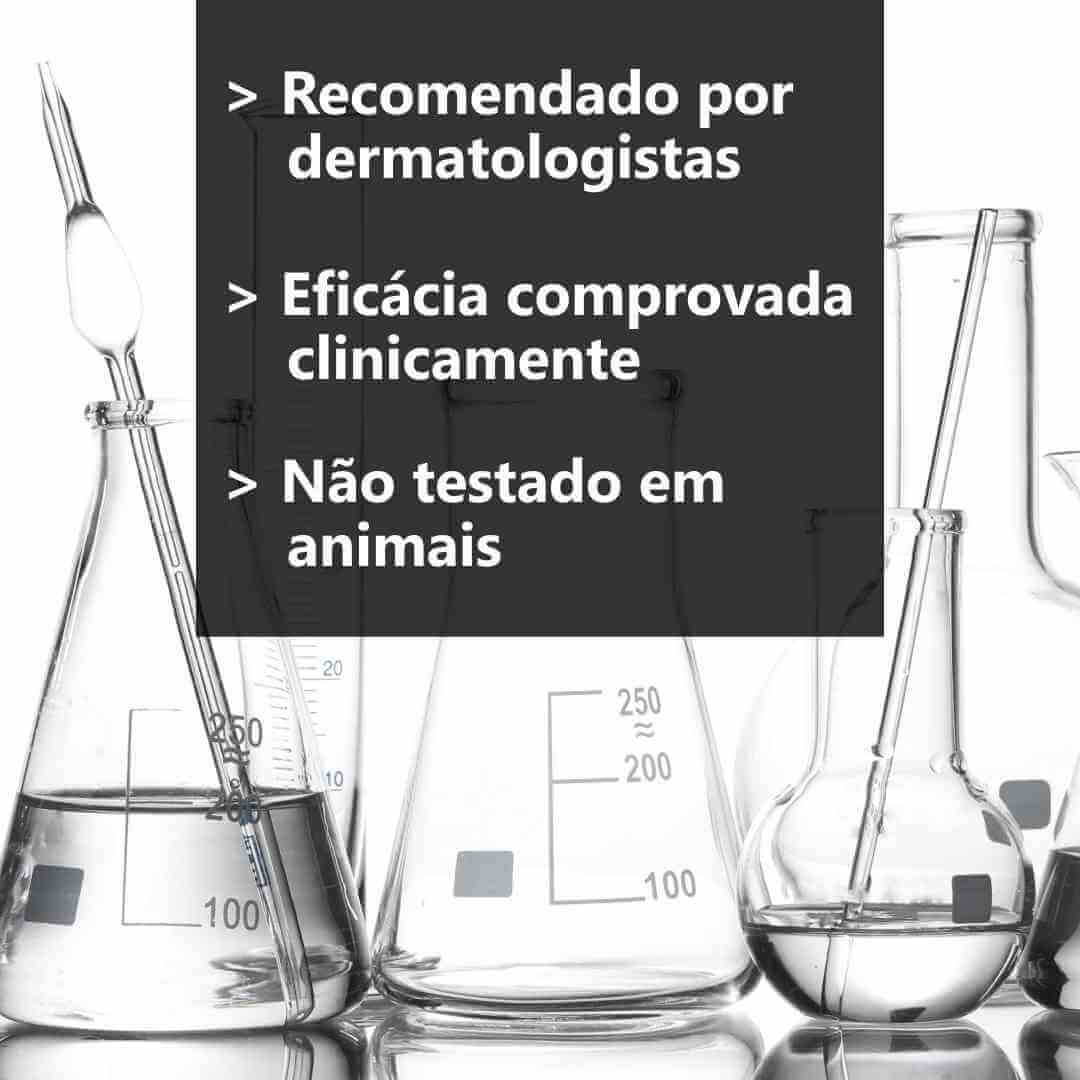 > Recomendado por
dermatologistas
> Eficácia comprovada
clinicamente
> Não testado em
animais
20
10
250
200
100
250
≈
200
100